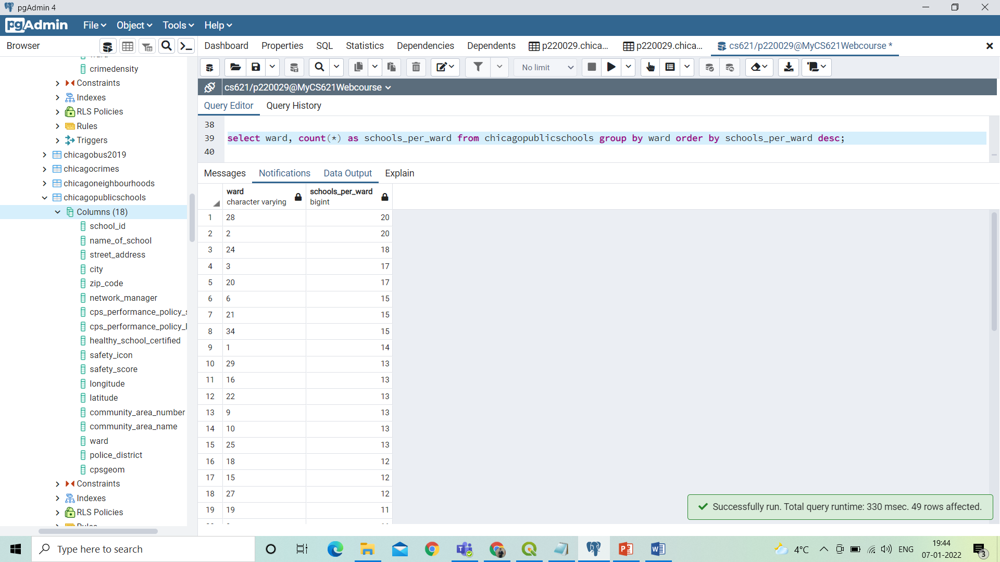 pgAdmin 4
pgAdmin File Object Tools Help
Browser
Dashboard Properties SQL Statistics Dependencies Dependents p220029.chica... p220029.chica... cs621/p220029@MyCS621Webcourse *
No limit
cs621/p220029@MyCS621Webcourse
Query Editor Query History
38
39 select ward, count(*) as schools_per_ward from chicagopublicschools group by ward order by schools_per_ward desc;
40
Messages Notifications Data Output Explain
ward character varying
schools_per_ward bigint
1 28 20
2 2 20
3 24 18
4 3 17
5 20 17
6 6 15
7 21 15
8 34 15
9 1 14
10 29 13
11 16 13
12 22 13
13 9 13
14 10 13
15 25 13
16 18 12
17 15 12
18 27 12
19 19 11
crimedensity
Constraints
Indexes
RLS Policies
Rules
Triggers
chicagobus2019
chicagocrimes
chicagoneighbourhoods
chicagopublicschools
Columns (18)
school_id
name_of_school
street_address
city
zip_code
network_manager
cps_performance_policy_s
cps_performance_policy_l
healthy_school_certified
safety_icon
safety_score
longitude
latitude
community_area_number
community_area_name
ward
police_district
cpsgeom
Constraints
Indexes
RLS Policies
Rules
Successfully run. Total query runtime: 330 msec. 49 rows affected.
Type here to search
4°C
ENG
19:44
07-01-2022
3